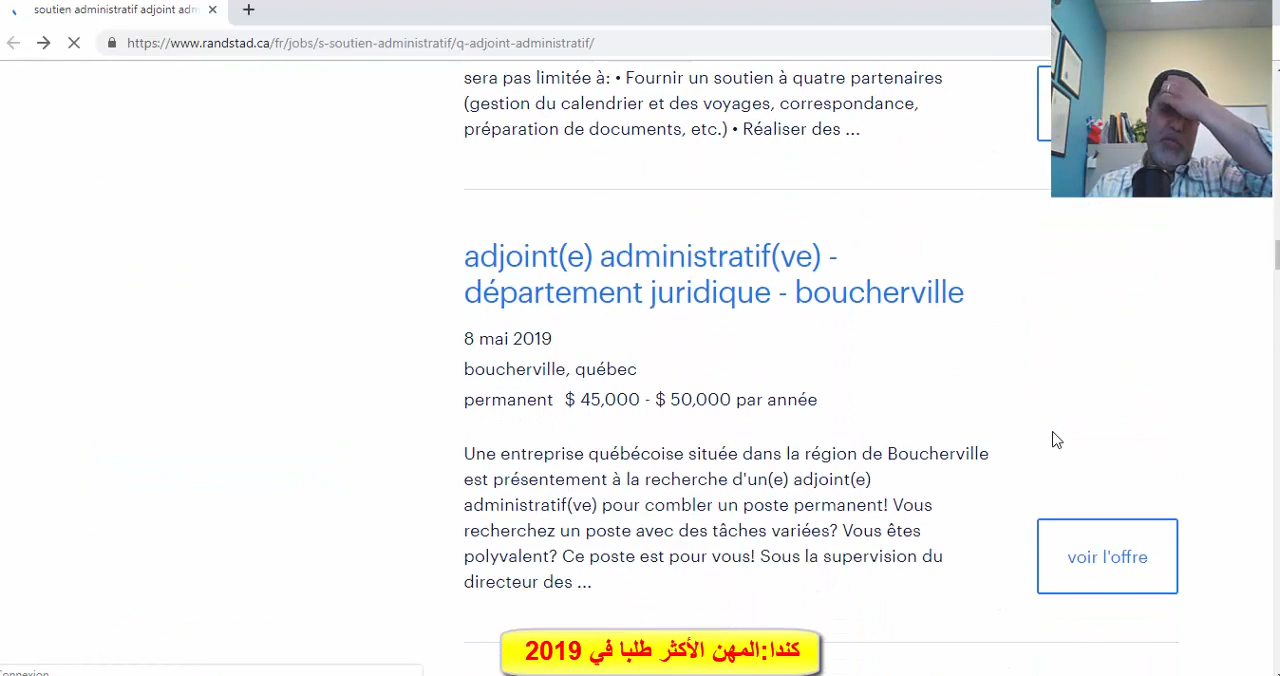 soutien administratif adjoint adm
https://www.randstad.ca/fr/jobs/s-soutien-administratif/q-adjoint-administratif/
sera pas limitée à: • Fournir un soutien à quatre partenaires
(gestion du calendrier et des voyages, correspondance,
préparation de documents, etc.) • Réaliser des ...
adjoint(e) administratif(ve) -
département juridique - boucherville
8 mai 2019
boucherville, québec
permanent $ 45,000 - $ 50,000 par année
Une entreprise québécoise située dans la région de Boucherville
est présentement à la recherche d'un(e) adjoint(e)
administratif(ve) pour combler un poste permanent! Vous
recherchez un poste avec des tâches variées? Vous êtes
polyvalent? Ce poste est pour vous! Sous la supervision du
directeur des ...
voir l'offre
كندا:المهن الأكثر طلبا في 2019
Connexion